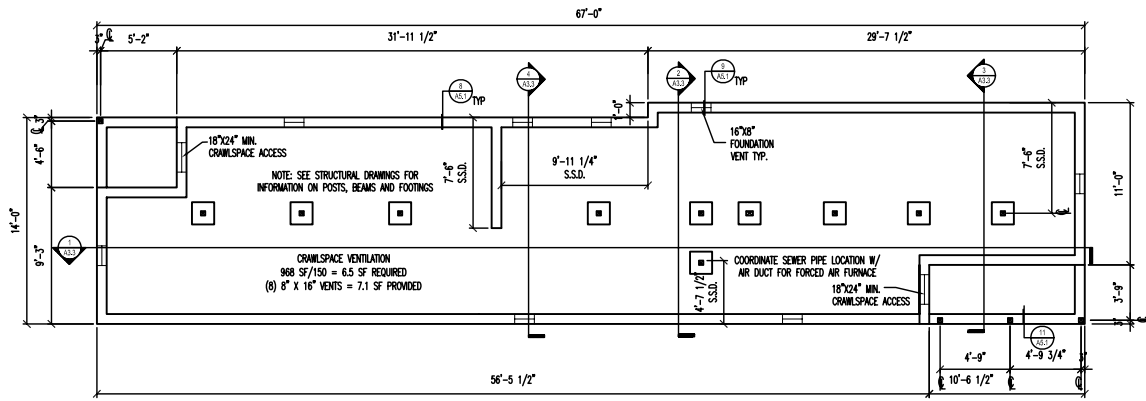 67'-0"
3"
5'-2"
31'-11 1/2"
29'-7 1/2"
4
A3.3
2
A3.3
9
A5.1
TYP
3
A3.3
8
A5.1
TYP
1'-0"
3"
4'-6"
18"X24" MIN.
CRAWLSPACE ACCESS
16"X8"
FOUNDATION
VENT TYP.
NOTE: SEE STRUCTURAL DRAWINGS FOR
INFORMATION ON POSTS, BEAMS AND FOOTINGS
7'-6"
S.S.D.
9'-11 1/4"
S.S.D.
7'-6"
S.S.D.
11'-0"
14'-0"
9'-3"
1
A3.3
CRAWLSPACE VENTILATION
968 SF/150 = 6.5 SF REQUIRED
(8) 8" X 16" VENTS = 7.1 SF PROVIDED
4'-7 1/2"
S.S.D.
COORDINATE SEWER PIPE LOCATION W/
AIR DUCT FOR FORCED AIR FURNACE
18"X24" MIN.
CRAWLSPACE ACCESS
3'-9"
3"
11
A5.1
4'-9"
4'-9 3/4"
3"
56'-5 1/2"
10'-6 1/2"